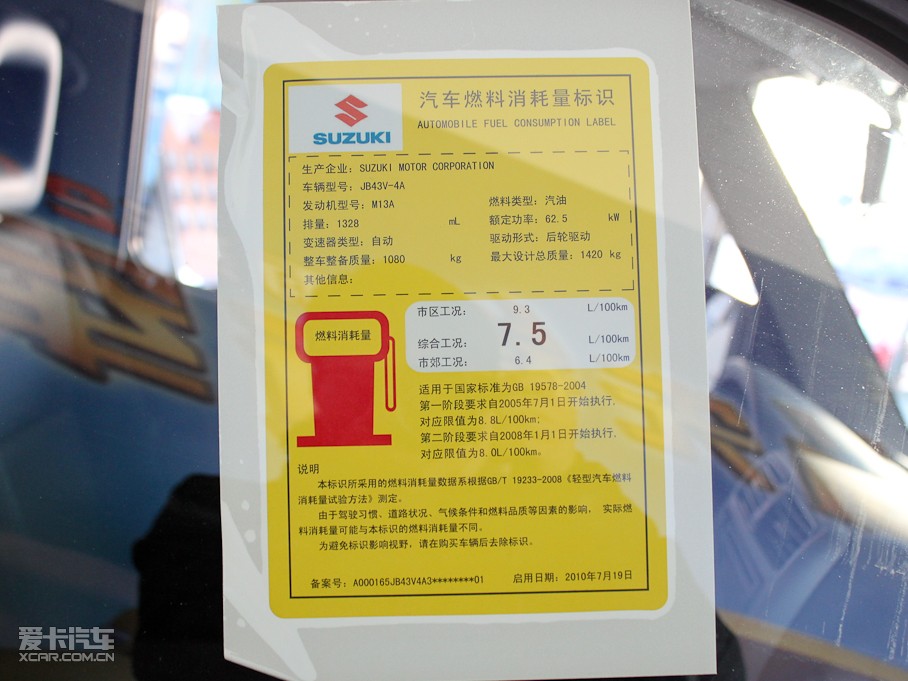 汽车燃料消耗量标识
SUZUKI
AUTOMOBILE FUEL CONSUMPTION LABEL
生产企业: SUZUKI MOTOR CORPORATION
车辆型号: JB43V-4A
发动机型号: M13A 燃料类型: 汽油
排量: 1328 mL 额定功率: 62.5 kW
变速器类型: 自动 驱动形式: 后轮驱动
整车整备质量: 1080 kg 最大设计总质量: 1420 kg
其他信息:
燃料消耗量
市区工况: 9.3 L/100km
综合工况: 7.5 L/100km
市郊工况: 6.4 L/100km
适用于国家标准为GB 19578-2004
第一阶段要求自2005年7月1日开始执行,
对应限值为8.8L/100km;
第二阶段要求自2008年1月1日开始执行,
对应限值为8.0L/100km。
说明
本标识所采用的燃料消耗量数据系根据GB/T 19233-2008《轻型汽车燃料
消耗量试验方法》测定。
由于驾驶习惯、道路状况、气候条件和燃料品质等因素的影响, 实际燃
料消耗量可能与本标识的燃料消耗量不同。
为避免标识影响视野, 请在购买车辆后去除标识。
备案号: A000165JB43V4A3********01 启用日期: 2010年7月19日
爱卡汽车
XCAR.COM.CN